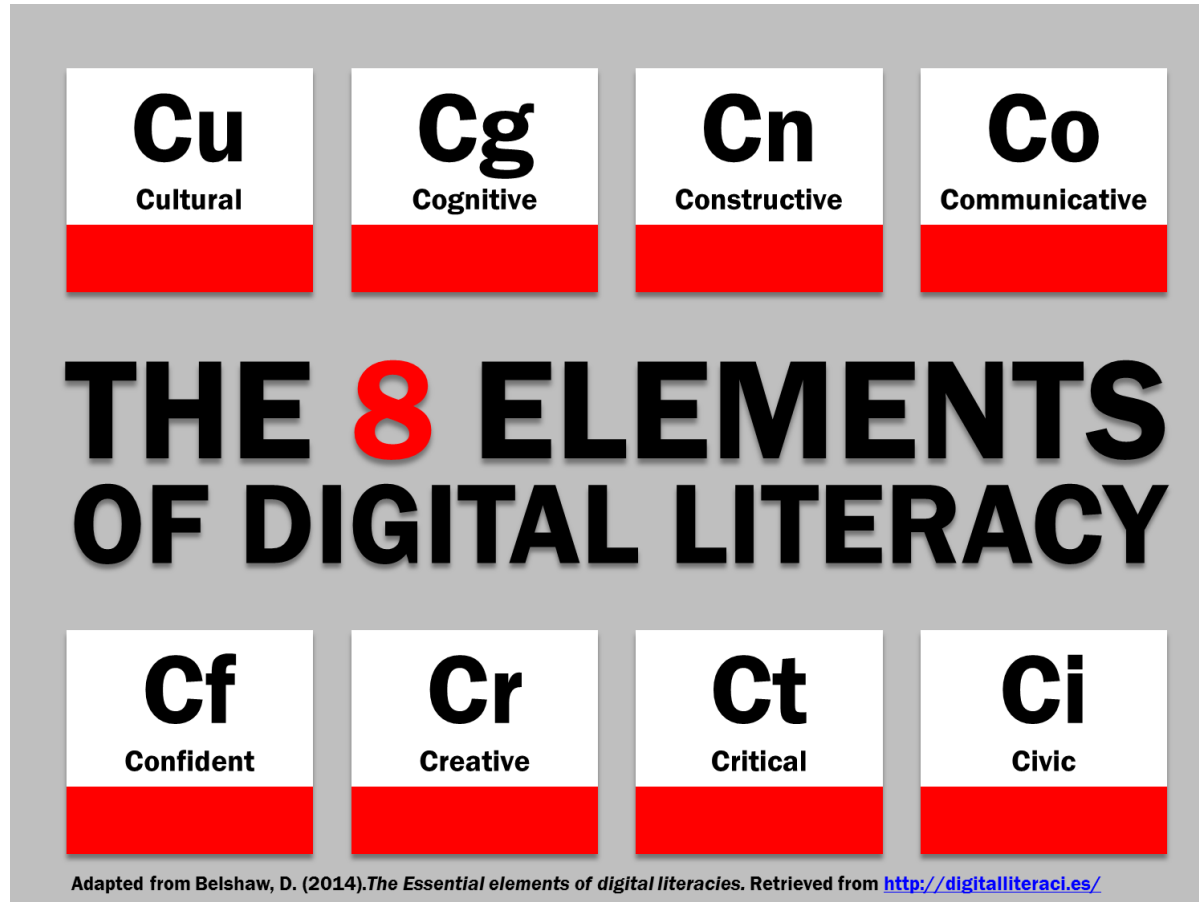 Cu Cg Cn Co
Cultural Cognitive Constructive Communicative
THE 8 ELEMENTS
OF DIGITAL LITERACY
Cf Cr Ct Ci
Confident Creative Critical Civic
Adapted from Belshaw, D. (2014).The Essential elements of digital literacies. Retrieved from http://digitalliteraci.es/